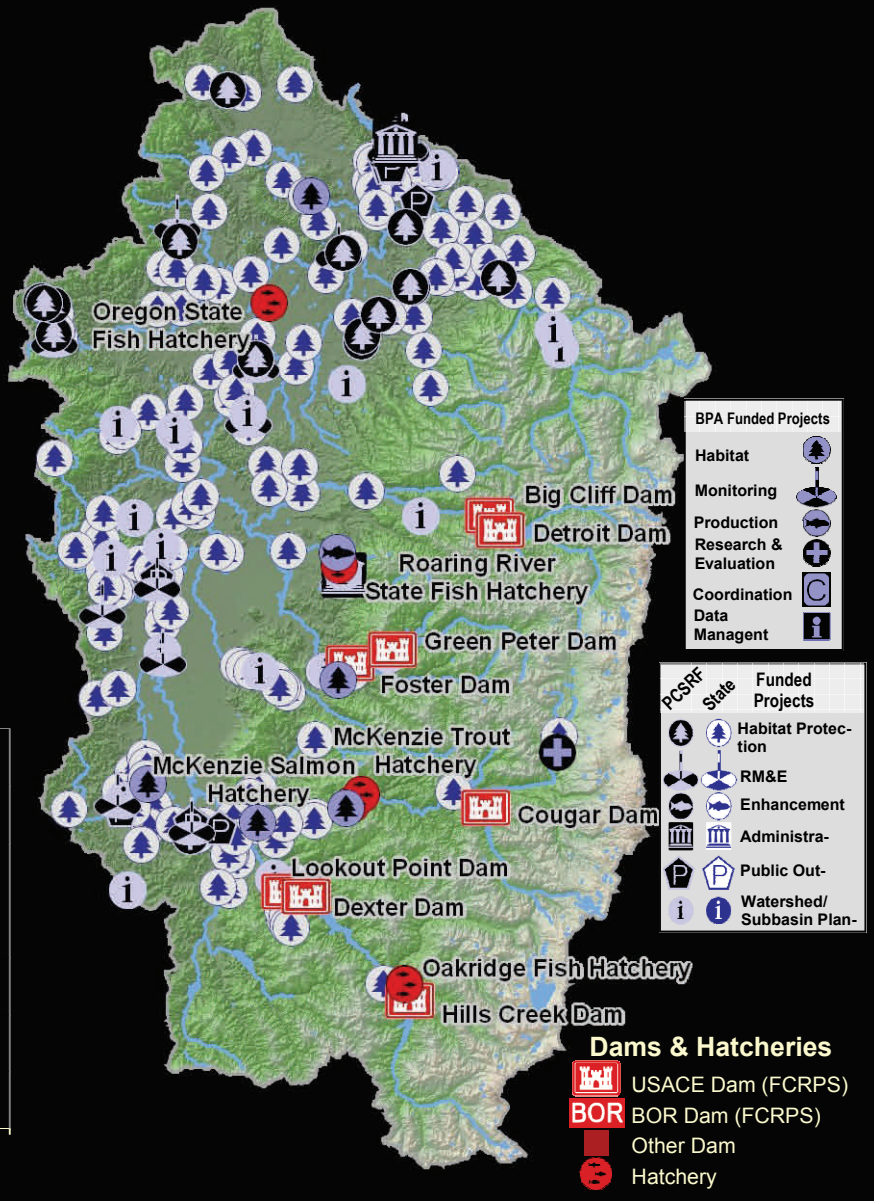 Oregon State
Fish Hatchery
Big Cliff Dam
Detroit Dam
Roaring River
State Fish Hatchery
Green Peter Dam
Foster Dam
McKenzie Trout
Hatchery
McKenzie Salmon
Hatchery
Cougar Dam
Lookout Point Dam
Dexter Dam
Oakridge Fish Hatchery
Hills Creek Dam
BPA Funded Projects
Habitat
Monitoring
Production
Research &
Evaluation
Coordination C
Data
Managent i
PCSRF State Funded
Projects
Habitat Protec-
tion
RM&E
Enhancement
Administra-
P P Public Out-
i i Watershed/
Subbasin Plan-
Dams & Hatcheries
USACE Dam (FCRPS)
BOR BOR Dam (FCRPS)
Other Dam
Hatchery